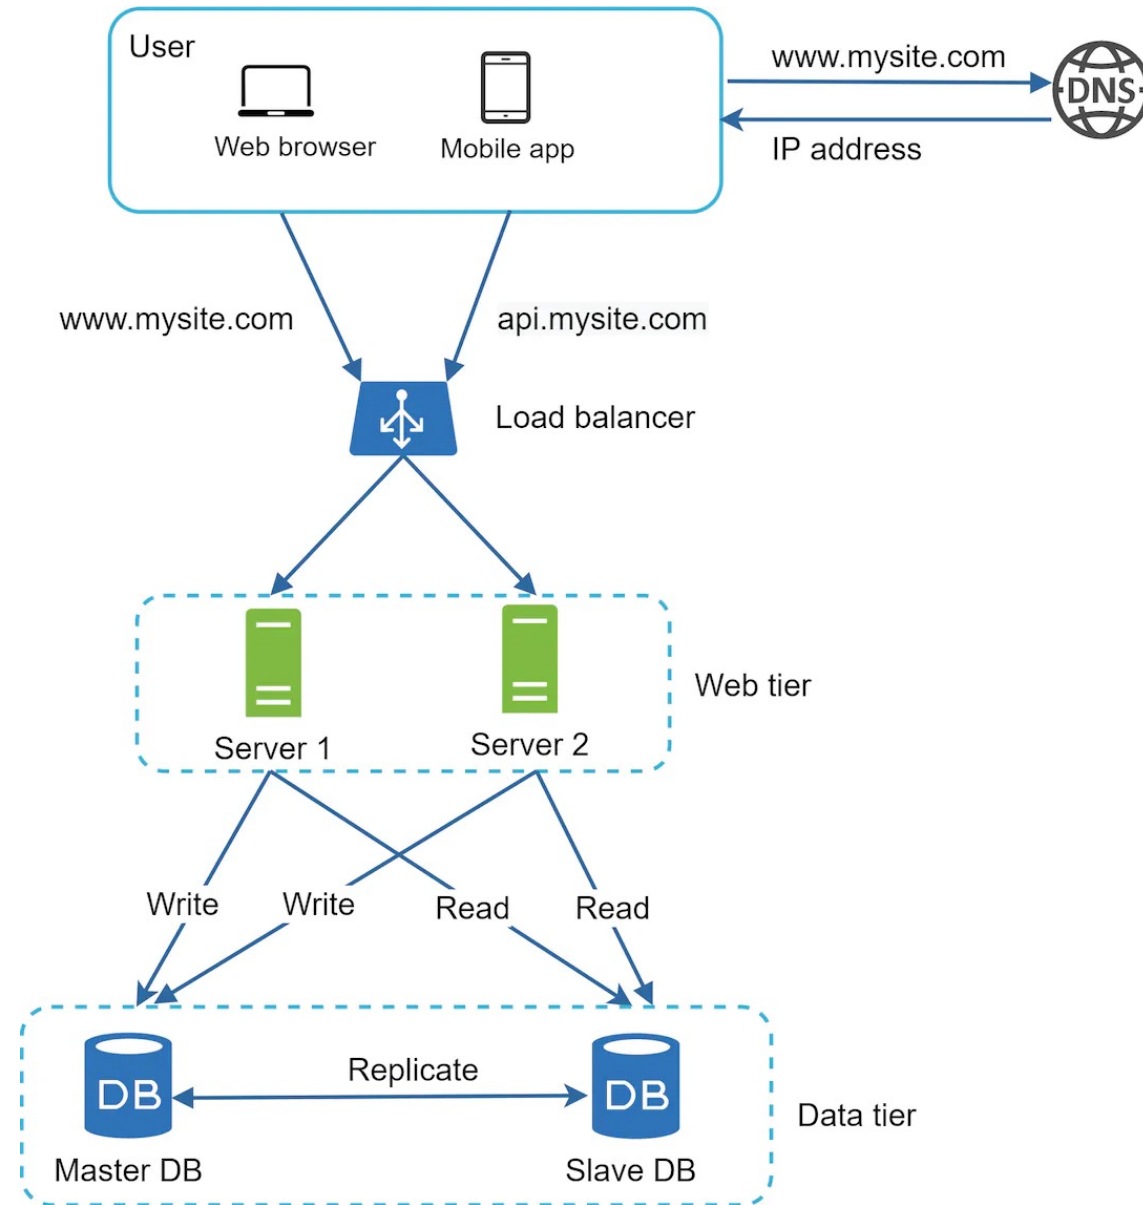 User
www.mysite.com
DNS
Web browser
Mobile app
IP address
www.mysite.com
api.mysite.com
Load balancer
Web tier
Server 1
Server 2
Write
Write
Read
Read
Replicate
DB
DB
Data tier
Master DB
Slave DB